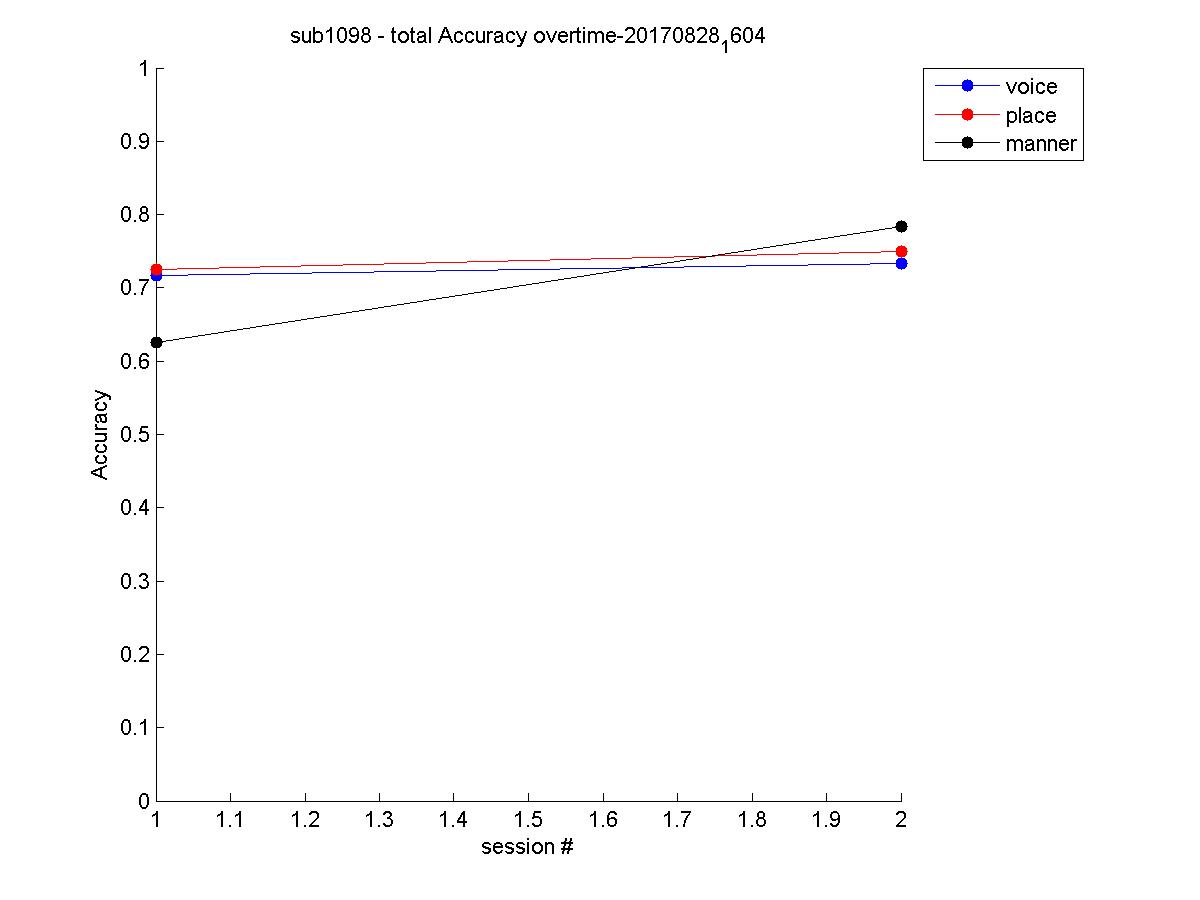 sub1098 - total Accuracy overtime-20170828₁604
voice
place
manner
1
0.9
0.8
0.7
0.6
0.5
0.4
0.3
0.2
0.1
0
Accuracy
1 1.1 1.2 1.3 1.4 1.5 1.6 1.7 1.8 1.9 2
session #